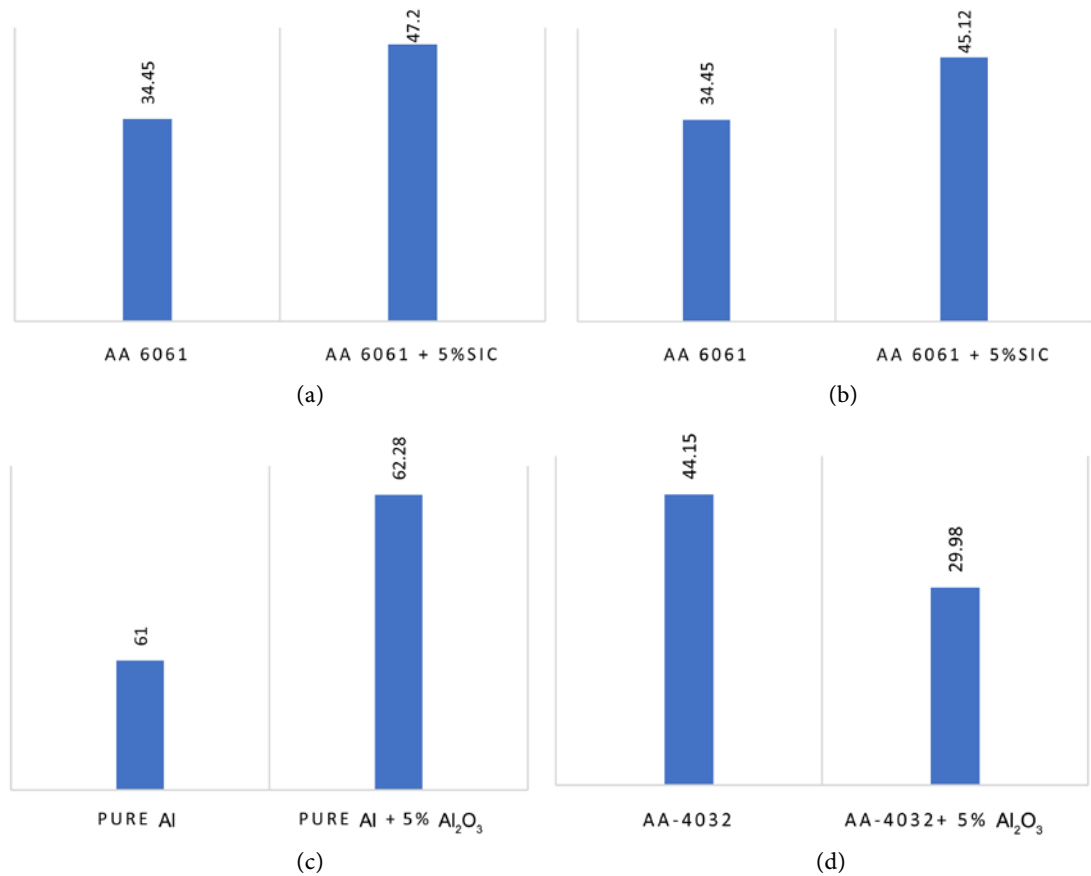 34.45
47.2
AA 6061
AA 6061 + 5%SIC
(a)
34.45
45.12
AA 6061
AA 6061 + 5%SIC
(b)
61
62.28
PURE Al
PURE Al + 5% Al₂O₃
(c)
44.15
29.98
AA-4032
AA-4032+ 5% Al₂O₃
(d)